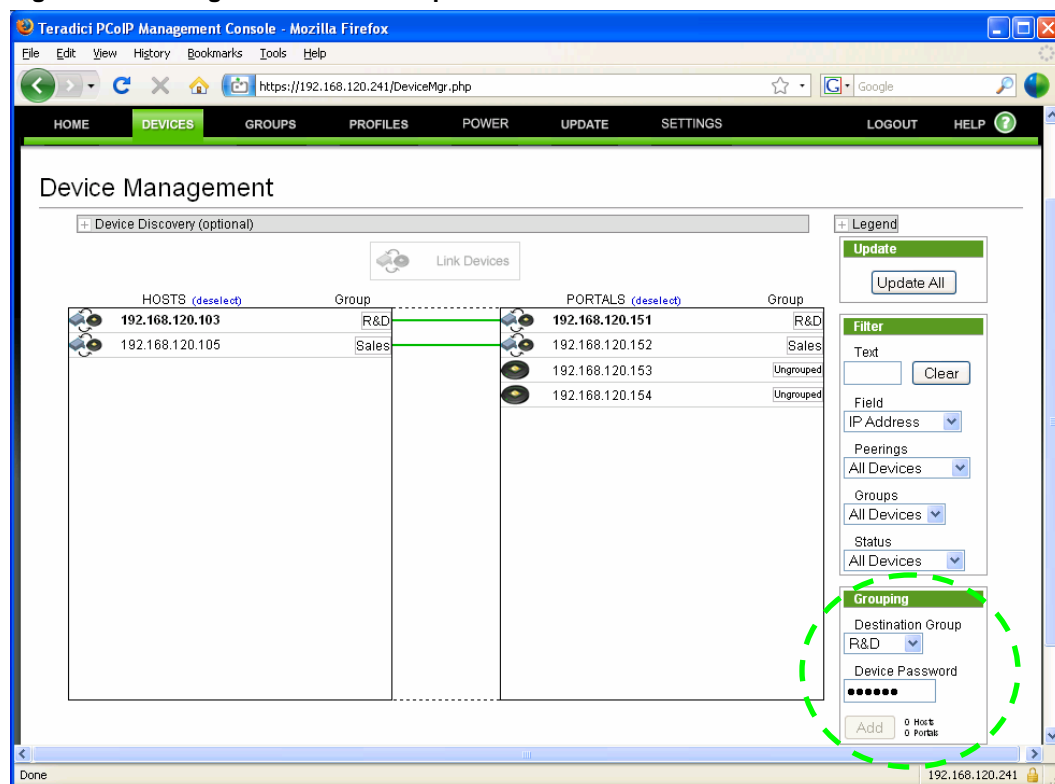 Teradici PCoIP Management Console - Mozilla Firefox
File Edit View History Bookmarks Tools Help
https://192.168.120.241/DeviceMgr.php
Google
HOME DEVICES GROUPS PROFILES POWER UPDATE SETTINGS LOGOUT HELP ?
Device Management
+ Device Discovery (optional)
+ Legend
Link Devices
HOSTS (deselect) Group PORTALS (deselect) Group
192.168.120.103 R&D 192.168.120.151 R&D
192.168.120.105 Sales 192.168.120.152 Sales
192.168.120.153 Ungrouped
192.168.120.154 Ungrouped
Update
Update All
Filter
Text
Clear
Field
IP Address
Peerings
All Devices
Groups
All Devices
Status
All Devices
Grouping
Destination Group
R&D
Device Password
••••••
Add 0 Hosts
0 Portals
Done 192.168.120.241